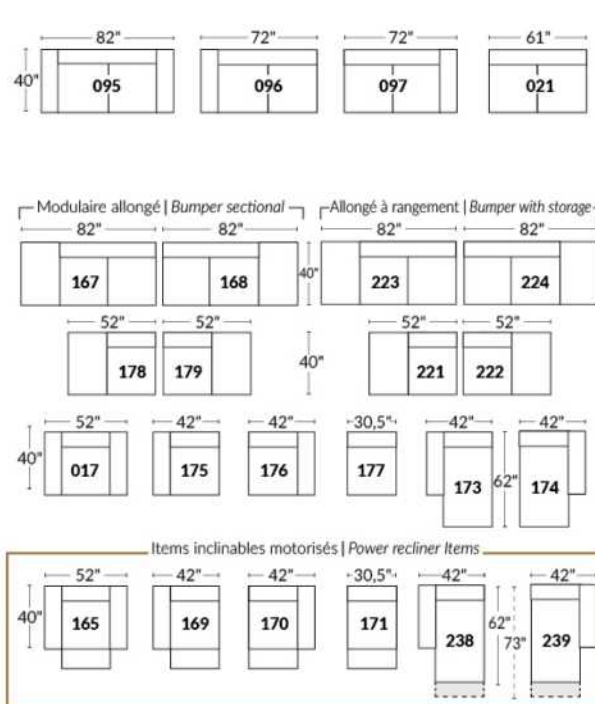 82" 72" 72" 61"
40"
095 096 097 021
Modulaire allongé | Bumper sectional Allongé à rangement | Bumper with storage
82" 82" 82" 82"
40"
167 168 223 224
52" 52" 52" 52"
40"
178 179 221 222
52" 42" 42" 30,5" 42" 42"
40"
017 175 176 177 173 62" 174
Items inclinables motorisés | Power recliner Items
52" 42" 42" 30,5" 42" 42"
40" 62"
165 169 170 171 238 73" 239